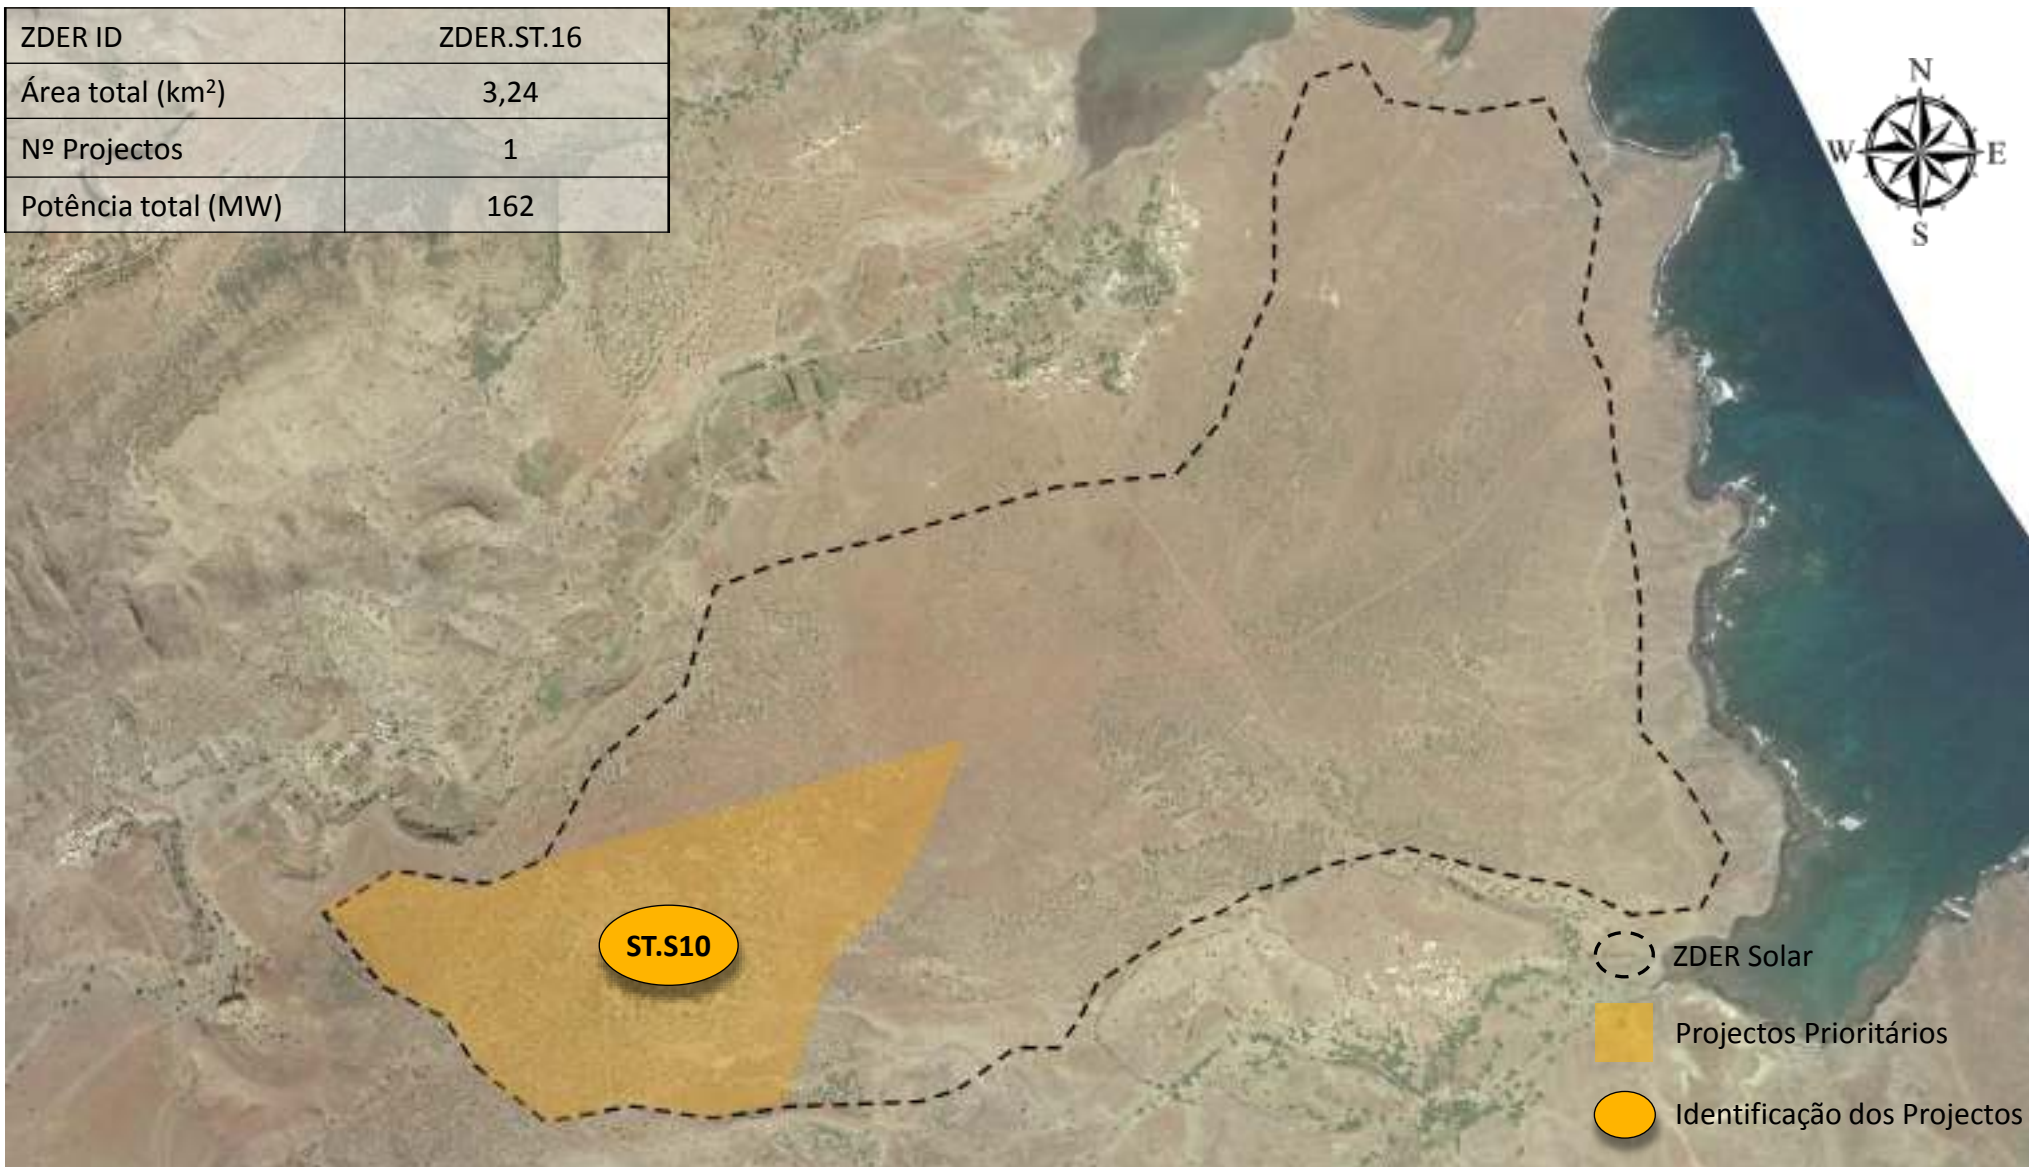 ZDER ID ZDER.ST.16
Área total (km²) 3,24
Nº Projectos 1
Potência total (MW) 162
N
W E
S
ST.S10
ZDER Solar
Projectos Prioritários
Identificação dos Projectos